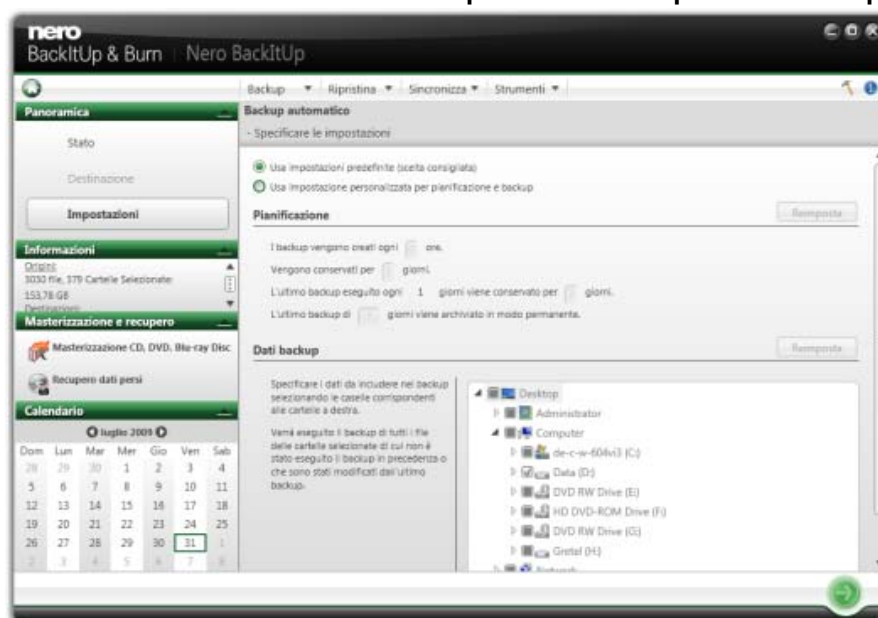 nero
BackItUp & Burn | Nero BackItUp
Backup Ripristina Sincronizza Strumenti
Panoramica
Stato
Destinazione
Impostazioni
Informazioni
Origini:
3030 file, 379 Cartelle Selezionate
153,78 GB
Destinazioni:
Masterizzazione e recupero
Masterizzazione CD, DVD, Blu-ray Disc
Recupero dati persi
Calendario
luglio 2009
Dom Lun Mar Mer Gio Ven Sab
28 29 30 1 2 3 4
5 6 7 8 9 10 11
12 13 14 15 16 17 18
19 20 21 22 23 24 25
26 27 28 29 30 31 1
2 3 4 5 6 7 8
Backup automatico
- Specificare le impostazioni
Usa impostazioni predefinite (scelta consigliata)
Usa impostazione personalizzata per pianificazione e backup
Pianificazione
Reimposta
I backup vengono creati ogni ore.
Vengono conservati per giorni.
L'ultimo backup eseguito ogni 1 giorni viene conservato per giorni.
L'ultimo backup di giorni viene archiviato in modo permanente.
Dati backup
Reimposta
Specificare i dati da includere nel backup
selezionando le caselle corrispondenti
alle cartelle a destra.
Verrà eseguito il backup di tutti i file
delle cartelle selezionate di cui non è
stato eseguito il backup in precedenza o
che sono stati modificati dall'ultimo
backup.
Desktop
Administrator
Computer
de-c-w-604vi3 (C:)
Data (D:)
DVD RW Drive (E:)
HD DVD-ROM Drive (F:)
DVD RW Drive (G:)
Gretel (H:)
Network